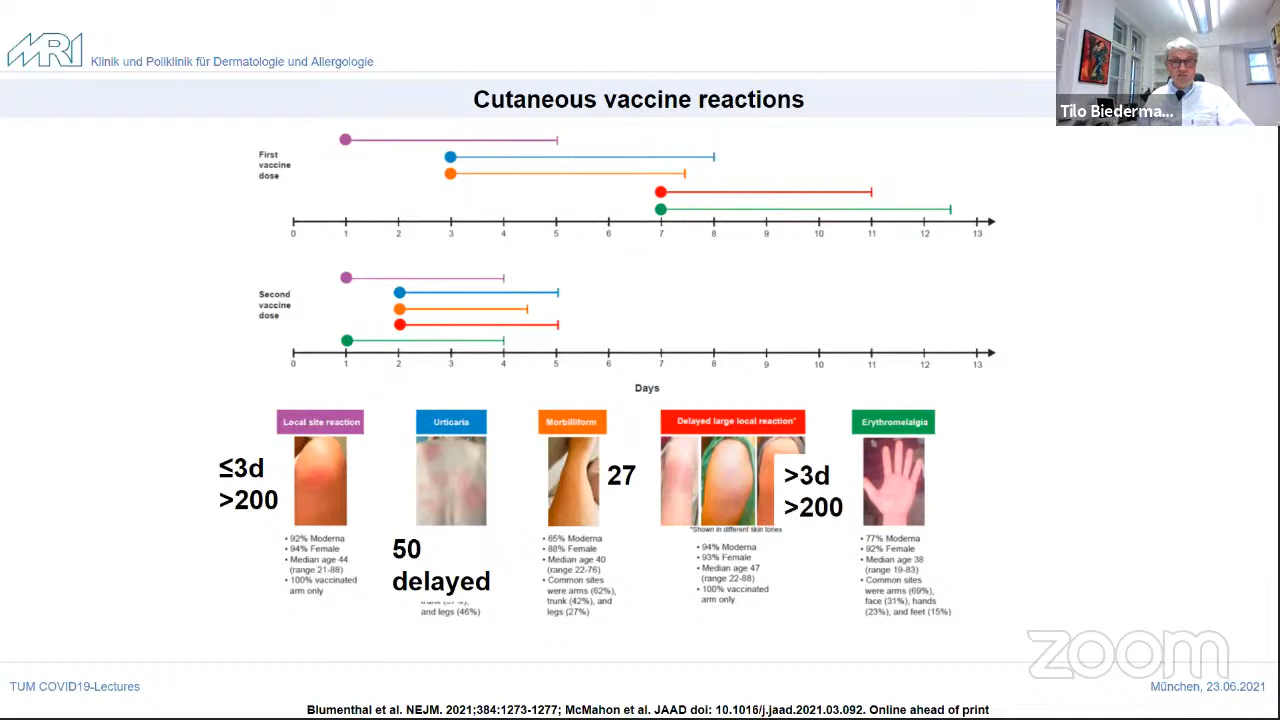 MRI
Klinik und Poliklinik für Dermatologie und Allergologie
Tilo Biederma...
Cutaneous vaccine reactions
First
vaccine
dose
0 1 2 3 4 5 6 7 8 9 10 11 12 13
Second
vaccine
dose
0 1 2 3 4 5 6 7 8 9 10 11 12 13
Days
Local site reaction
Urticaria
Morbilliform
Delayed large local reaction*
Erythromelalgia
≤3d
>200
27
>3d
>200
*Shown in different skin tones
• 92% Moderna
• 94% Female
• Median age 44
(range 21-88)
• 100% vaccinated
arm only
50
delayed
and legs (46%)
• 65% Moderna
• 88% Female
• Median age 40
(range 22-76)
• Common sites
were arms (62%),
trunk (42%), and
legs (27%)
• 94% Moderna
• 93% Female
• Median age 47
(range 22-88)
• 100% vaccinated
arm only
• 77% Moderna
• 92% Female
• Median age 38
(range 19-83)
• Common sites
were arms (69%),
face (31%), hands
(23%), and feet (15%)
zoom
TUM COVID19-Lectures
München, 23.06.2021
Blumenthal et al. NEJM. 2021;384:1273-1277; McMahon et al. JAAD doi: 10.1016/j.jaad.2021.03.092. Online ahead of print